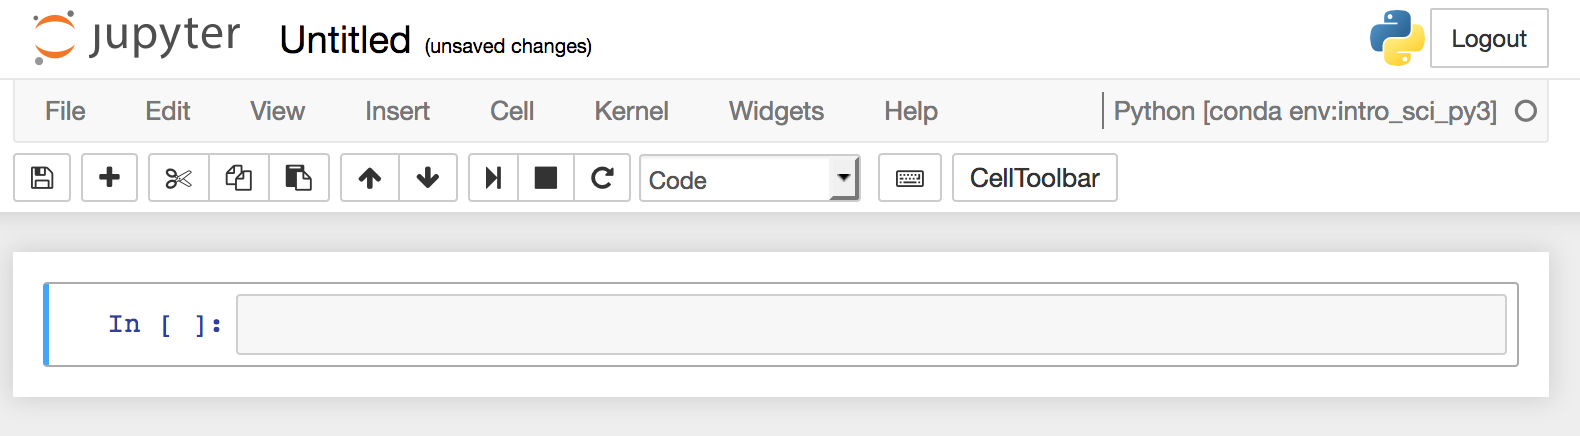 jupyter Untitled (unsaved changes) Logout
File Edit View Insert Cell Kernel Widgets Help Python [conda env:intro_sci_py3]
Code CellToolbar
In [ ]: